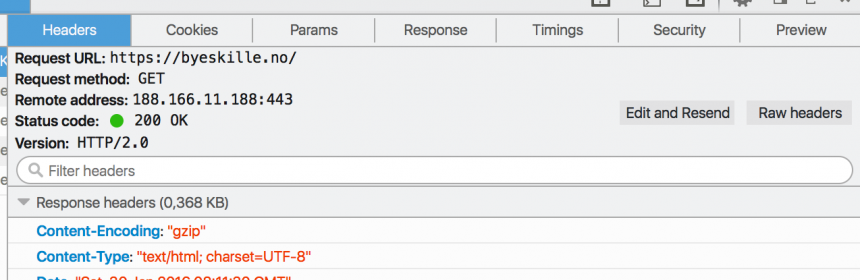 Headers Cookies Params Response Timings Security Preview
Request URL: https://byeskille.no/
Request method: GET
Remote address: 188.166.11.188:443
Status code: 200 OK
Edit and Resend Raw headers
Version: HTTP/2.0
Filter headers
Response headers (0,368 KB)
Content-Encoding: "gzip"
Content-Type: "text/html; charset=UTF-8"